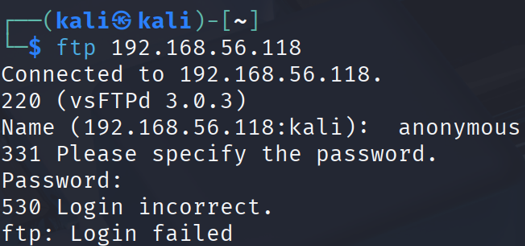 ┌──(kali㉿kali)-[~]
└─$ ftp 192.168.56.118
Connected to 192.168.56.118.
220 (vsFTPd 3.0.3)
Name (192.168.56.118:kali):  anonymous
331 Please specify the password.
Password:
530 Login incorrect.
ftp: Login failed